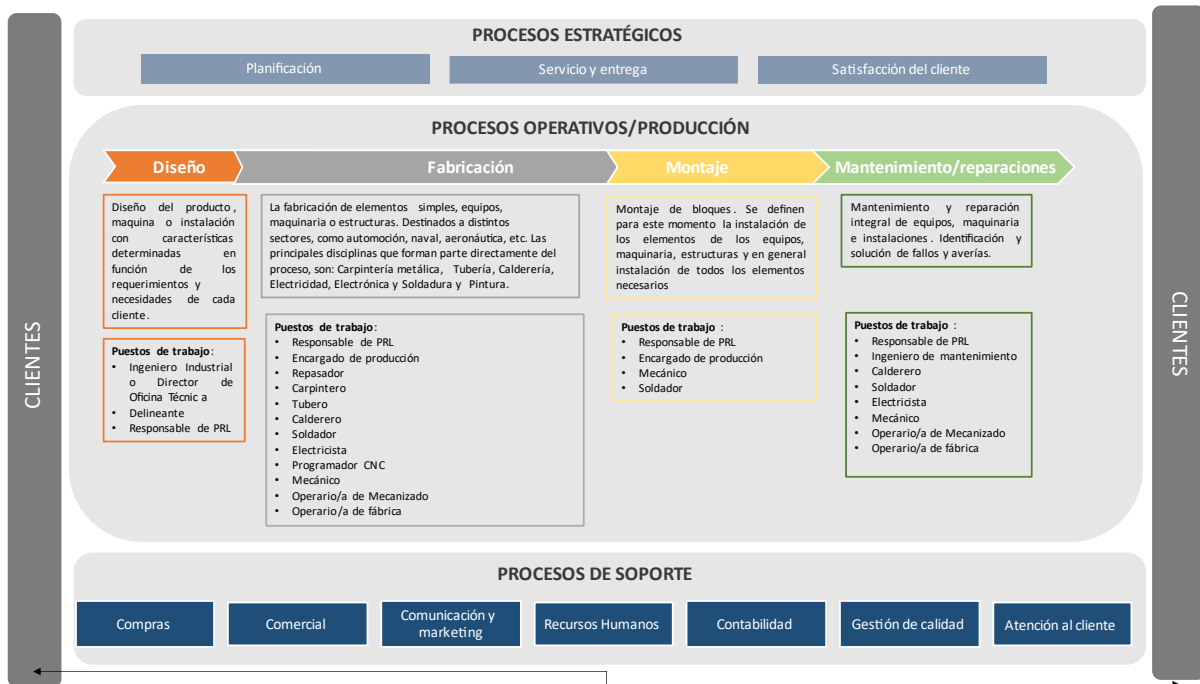 CLIENTES
PROCESOS ESTRATÉGICOS
Planificación
Servicio y entrega
Satisfacción del cliente
PROCESOS OPERATIVOS/PRODUCCIÓN
Diseño
Fabricación
Montaje
Mantenimiento/reparaciones
Diseño del producto,
maquina o instalación
con características
determinadas en
función de los
requerimientos y
necesidades de cada
cliente.
Puestos de trabajo:
• Ingeniero Industrial
o Director de
Oficina Técnic a
• Delineante
• Responsable de PRL
La fabricación de elementos simples, equipos,
maquinaria o estructuras. Destinados a distintos
sectores, como automoción, naval, aeronáutica, etc. Las
principales disciplinas que forman parte directamente del
proceso, son: Carpintería metálica, Tubería, Calderería,
Electricidad, Electrónica y Soldadura y Pintura.
Puestos de trabajo:
• Responsable de PRL
• Encargado de producción
• Repasador
• Carpintero
• Tubero
• Calderero
• Soldador
• Electricista
• Programador CNC
• Mecánico
• Operario/a de Mecanizado
• Operario/a de fábrica
Montaje de bloques. Se definen
para este momento la instalación de
los elementos de los equipos,
maquinaria, estructuras y en general
instalación de todos los elementos
necesarios
Puestos de trabajo :
• Responsable de PRL
• Encargado de producción
• Mecánico
• Soldador
Mantenimiento y reparación
integral de equipos, maquinaria
e instalaciones. Identificación y
solución de fallos y averías.
Puestos de trabajo :
• Responsable de PRL
• Ingeniero de mantenimiento
• Calderero
• Soldador
• Electricista
• Mecánico
• Operario/a de Mecanizado
• Operario/a de fábrica
PROCESOS DE SOPORTE
Compras
Comercial
Comunicación y
marketing
Recursos Humanos
Contabilidad
Gestión de calidad
Atención al cliente
CLIENTES